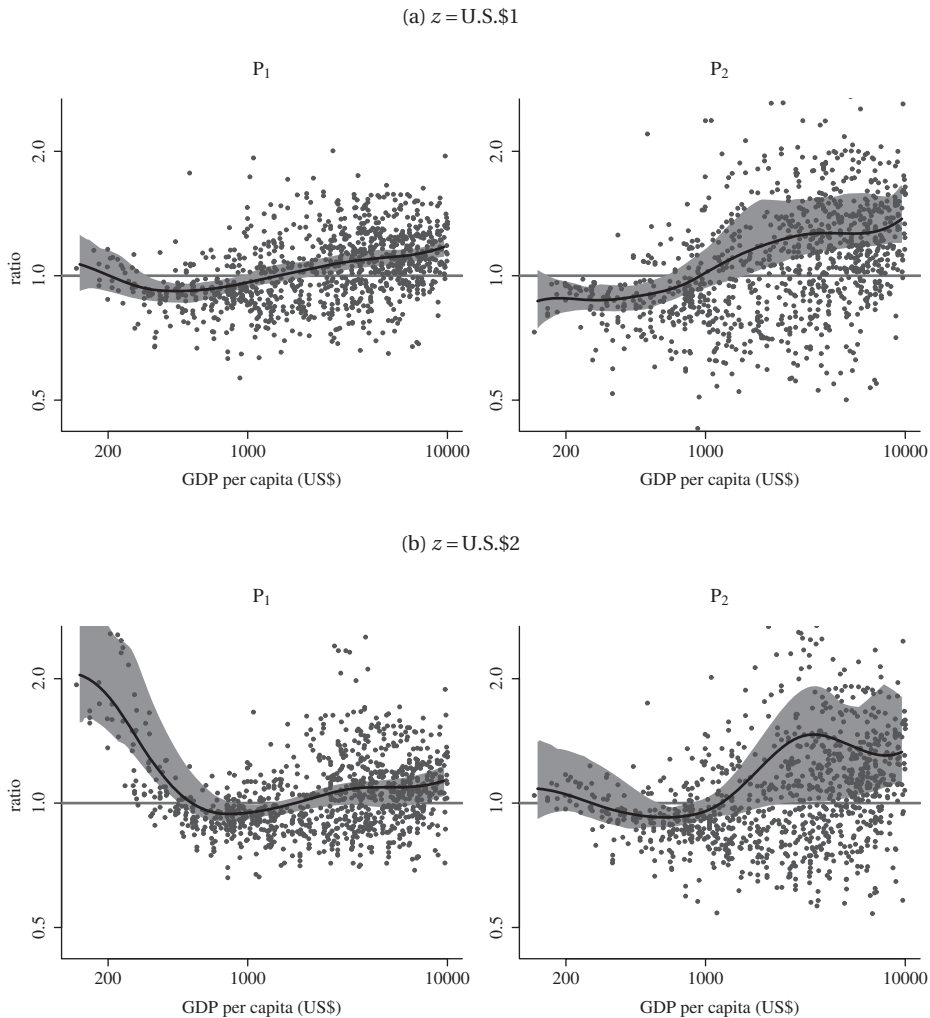 (a) z = U.S.$1
P₁ P₂
ratio
2.0 2.0
1.0 1.0
0.5 0.5
200 1000 10000 200 1000 10000
GDP per capita (US$) GDP per capita (US$)
(b) z = U.S.$2
P₁ P₂
ratio
2.0 2.0
1.0 1.0
0.5 0.5
200 1000 10000 200 1000 10000
GDP per capita (US$) GDP per capita (US$)